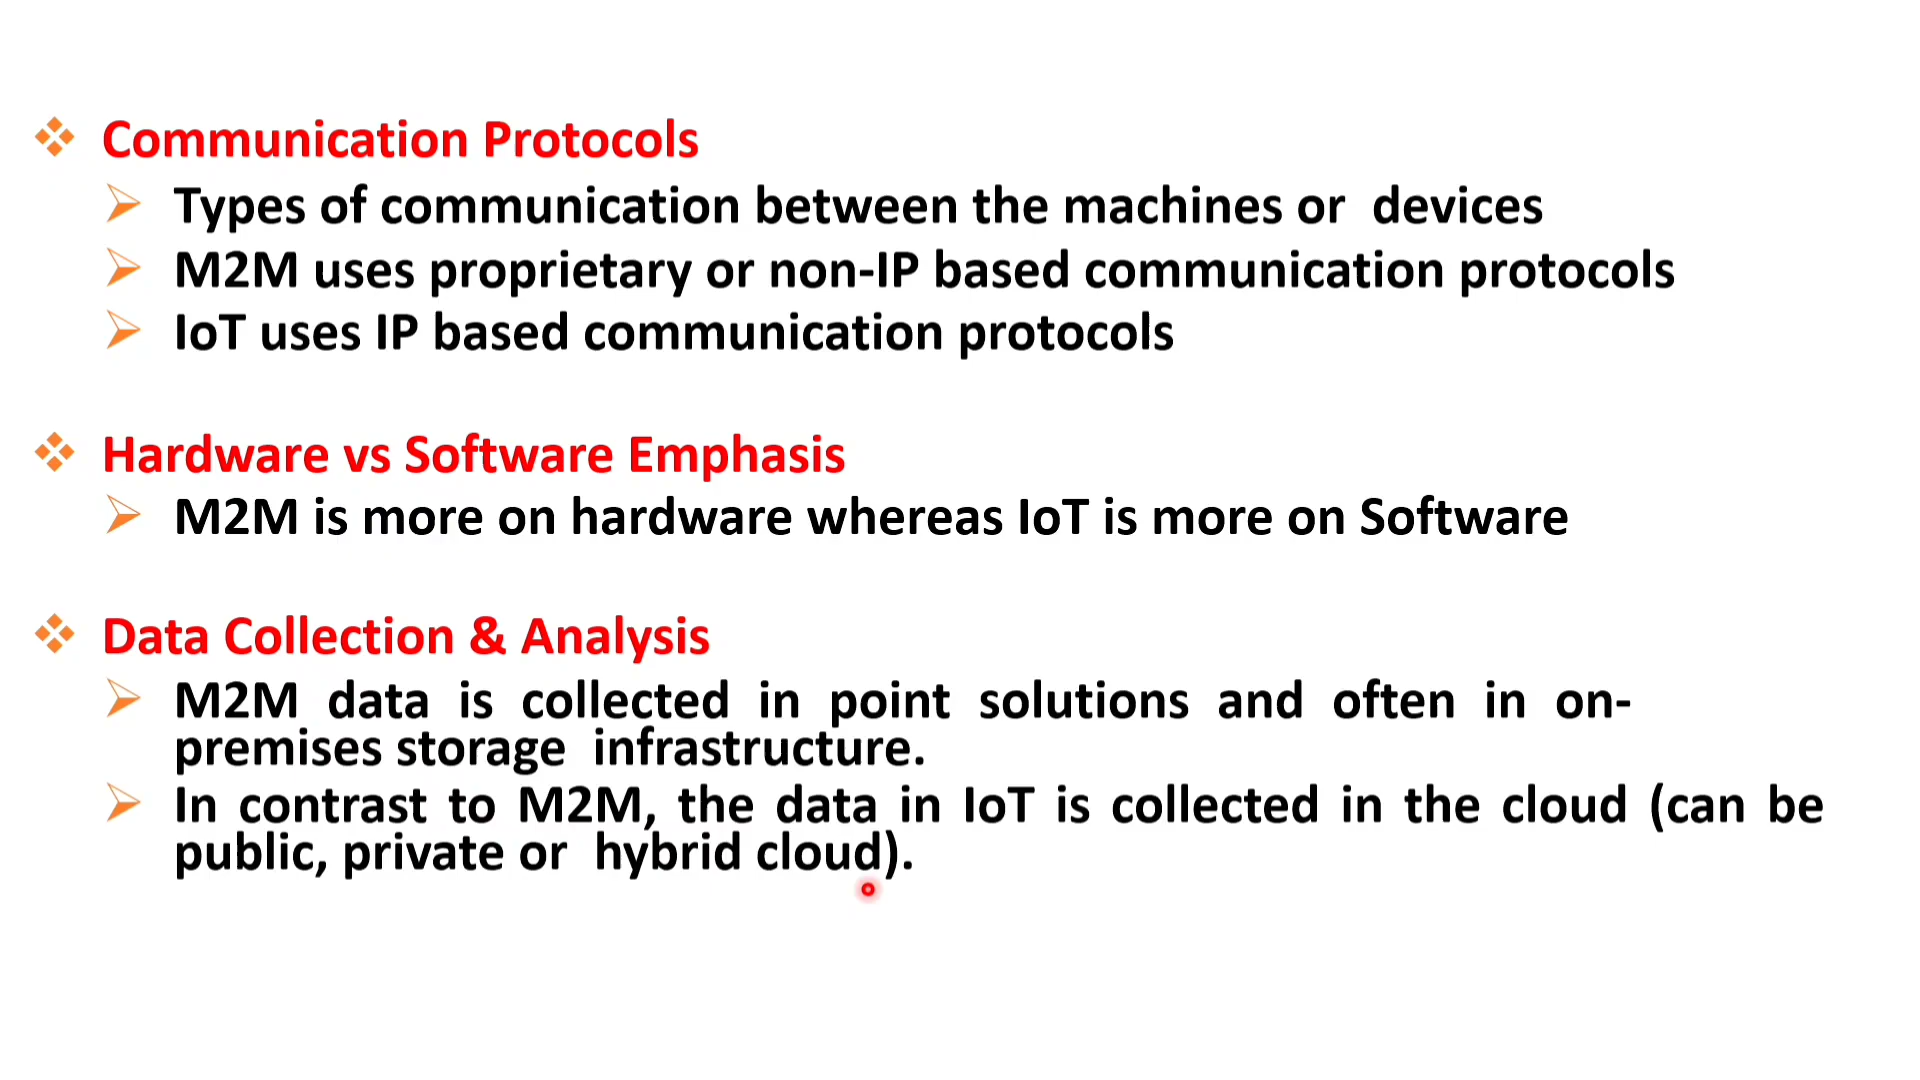 Communication Protocols
Types of communication between the machines or devices
M2M uses proprietary or non-IP based communication protocols
IoT uses IP based communication protocols
Hardware vs Software Emphasis
M2M is more on hardware whereas IoT is more on Software
Data Collection & Analysis
M2M data is collected in point solutions and often in on-
premises storage infrastructure.
In contrast to M2M, the data in IoT is collected in the cloud (can be
public, private or hybrid cloud).